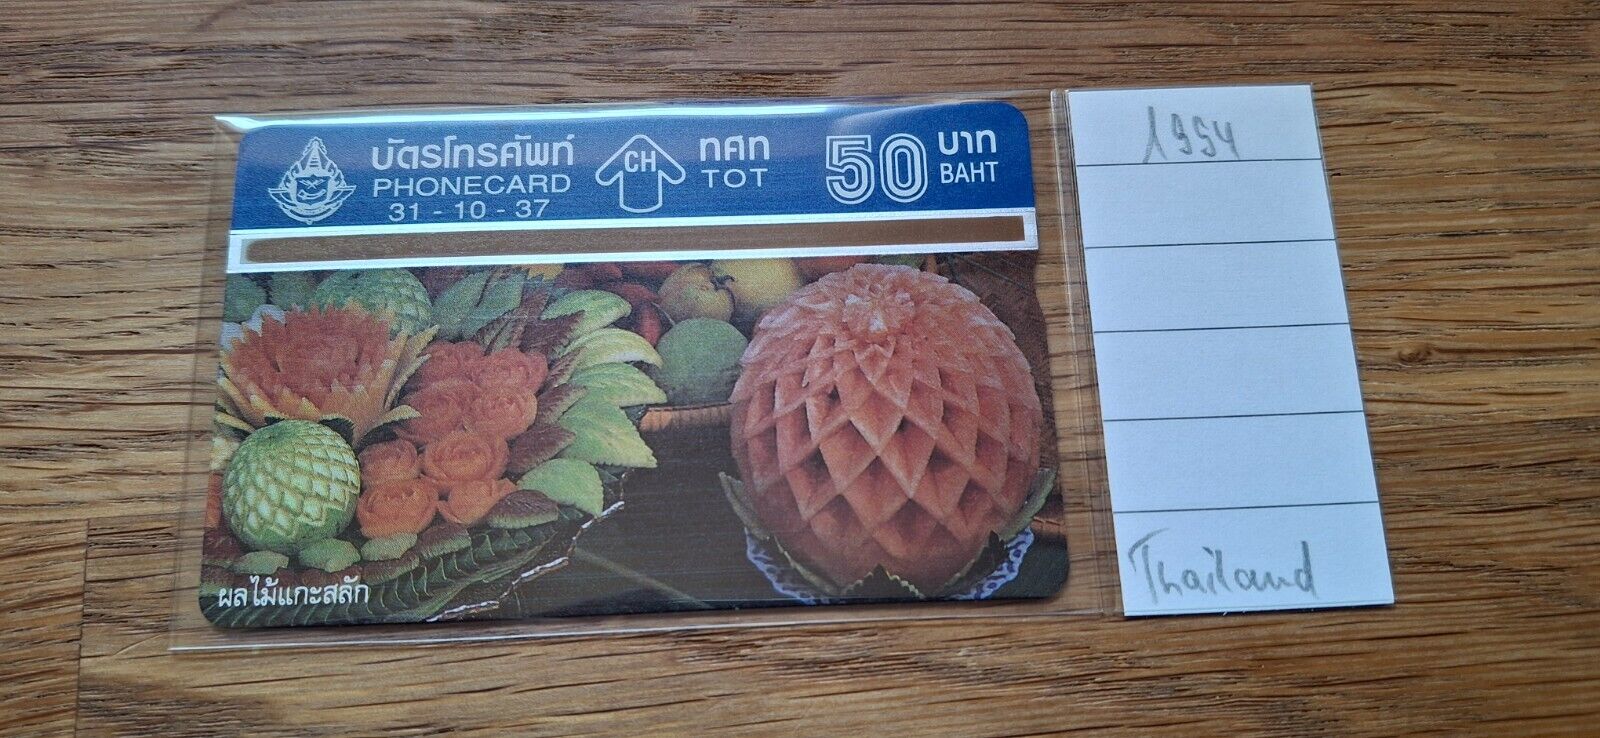 บัตรโทรศัพท์
PHONECARD
31 - 10 - 37
CH
ทศท
TOT
50 บาท
BAHT
ผลไม้แกะสลัก
1994
Thailand